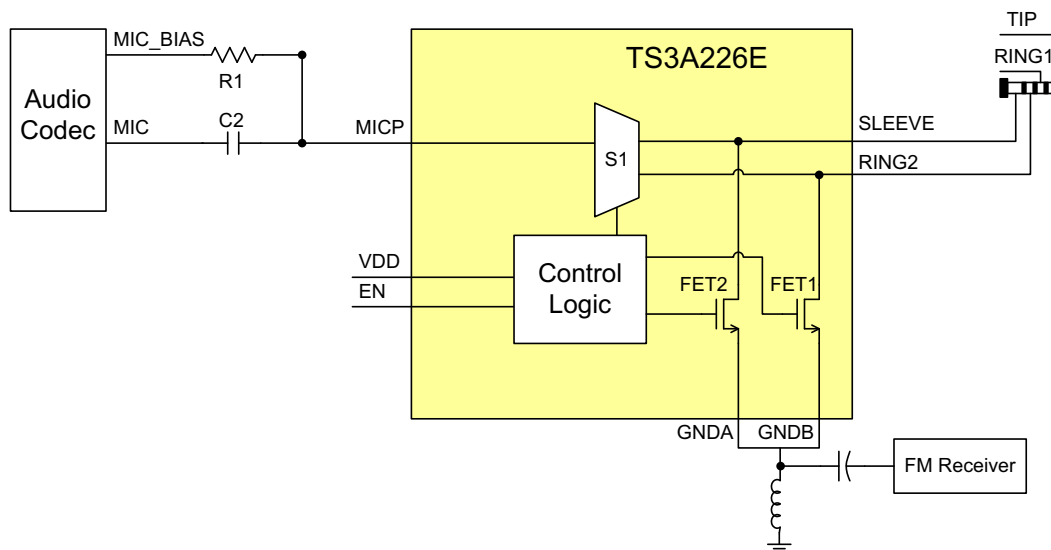 TIP
MIC_BIAS
TS3A226E
RING1
R1
Audio
Codec
MIC
C2
MICP
SLEEVE
S1
RING2
VDD
EN
Control
Logic
FET2
FET1
GNDA
GNDB
FM Receiver